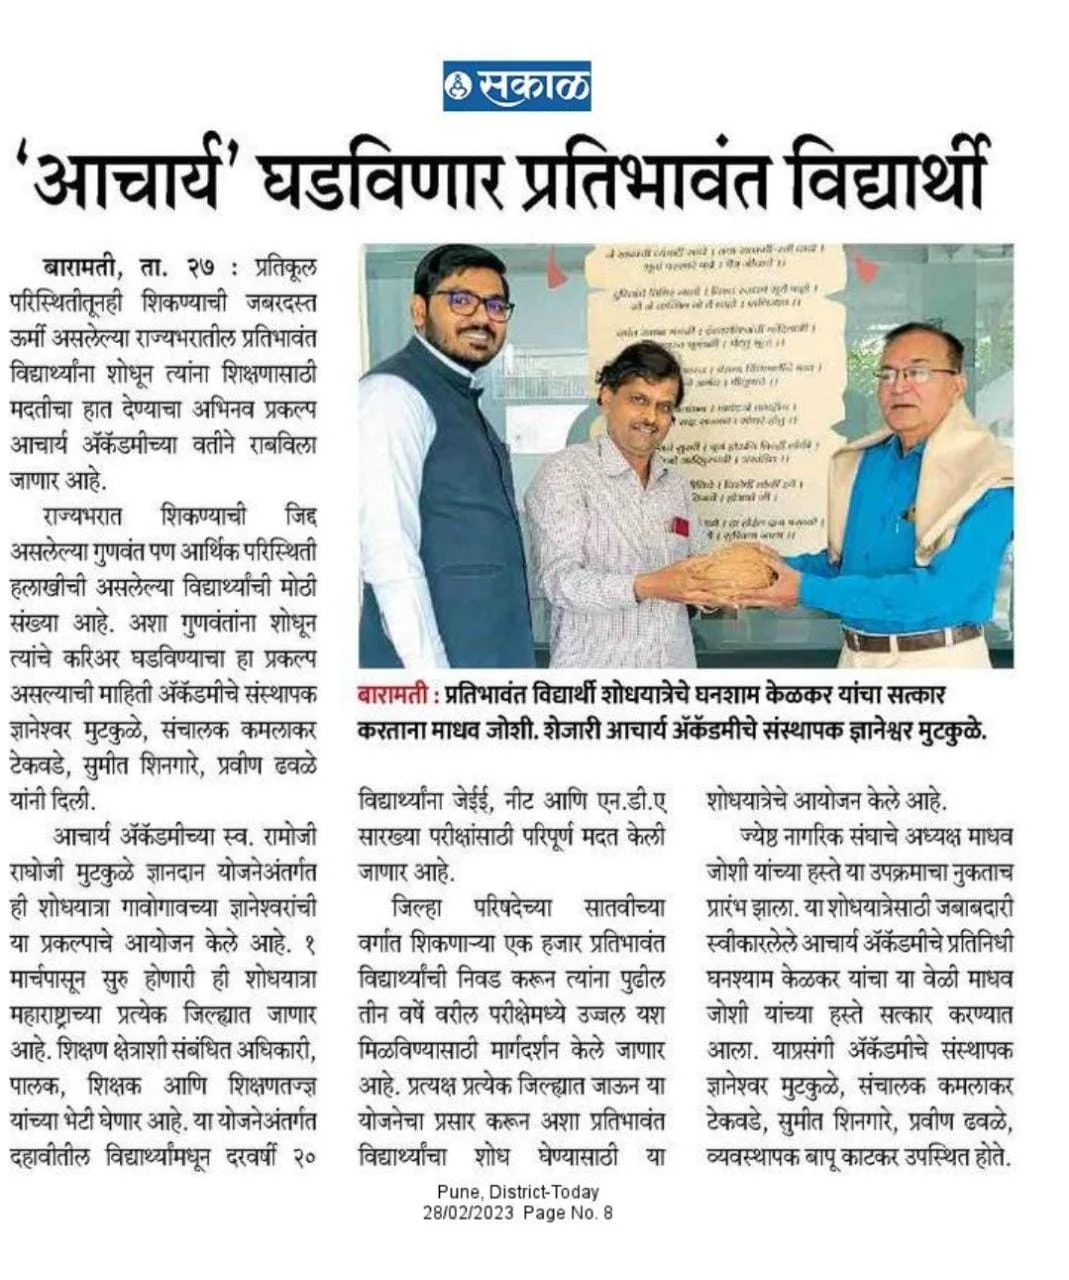 सकाळ
‘आचार्य’ घडविणार प्रतिभावंत विद्यार्थी
बारामती, ता. २७ : प्रतिकूल
परिस्थितीतूनही शिकण्याची जबरदस्त
ऊर्मी असलेल्या राज्यभरातील प्रतिभावंत
विद्यार्थ्यांना शोधून त्यांना शिक्षणासाठी
मदतीचा हात देण्याचा अभिनव प्रकल्प
आचार्य ॲकॅडमीच्या वतीने राबविला
जाणार आहे.
राज्यभरात शिकण्याची जिद्द
असलेल्या गुणवंत पण आर्थिक परिस्थिती
हलाखीची असलेल्या विद्यार्थ्यांची मोठी
संख्या आहे. अशा गुणवंतांना शोधून
त्यांचे करिअर घडविण्याचा हा प्रकल्प
असल्याची माहिती ॲकॅडमीचे संस्थापक
ज्ञानेश्वर मुटकुळे, संचालक कमलाकर
टेकवडे, सुमीत शिनगारे, प्रवीण ढवळे
यांनी दिली.
आचार्य ॲकॅडमीच्या स्व. रामोजी
राघोजी मुटकुळे ज्ञानदान योजनेअंतर्गत
ही शोधयात्रा गावोगावच्या ज्ञानेश्वरांची
या प्रकल्पाचे आयोजन केले आहे. १
मार्चपासून सुरु होणारी ही शोधयात्रा
महाराष्ट्राच्या प्रत्येक जिल्ह्यात जाणार
आहे. शिक्षण क्षेत्राशी संबंधित अधिकारी,
पालक, शिक्षक आणि शिक्षणतज्ज्ञ
यांच्या भेटी घेणार आहे. या योजनेअंतर्गत
दहावीतील विद्यार्थ्यांमधून दरवर्षी २०
बारामती : प्रतिभावंत विद्यार्थी शोधयात्रेचे घनशाम केळकर यांचा सत्कार
करताना माधव जोशी. शेजारी आचार्य ॲकॅडमीचे संस्थापक ज्ञानेश्वर मुटकुळे.
विद्यार्थ्यांना जेईई, नीट आणि एन.डी.ए
सारख्या परीक्षांसाठी परिपूर्ण मदत केली
जाणार आहे.
जिल्हा परिषदेच्या सातवीच्या
वर्गात शिकणाऱ्या एक हजार प्रतिभावंत
विद्यार्थ्यांची निवड करून त्यांना पुढील
तीन वर्षे वरील परीक्षेमध्ये उज्वल यश
मिळविण्यासाठी मार्गदर्शन केले जाणार
आहे. प्रत्यक्ष प्रत्येक जिल्ह्यात जाऊन या
योजनेचा प्रसार करून अशा प्रतिभावंत
विद्यार्थ्यांचा शोध घेण्यासाठी या
शोधयात्रेचे आयोजन केले आहे.
ज्येष्ठ नागरिक संघाचे अध्यक्ष माधव
जोशी यांच्या हस्ते या उपक्रमाचा नुकताच
प्रारंभ झाला. या शोधयात्रेसाठी जबाबदारी
स्वीकारलेले आचार्य ॲकॅडमीचे प्रतिनिधी
घनश्याम केळकर यांचा या वेळी माधव
जोशी यांच्या हस्ते सत्कार करण्यात
आला. याप्रसंगी ॲकॅडमीचे संस्थापक
ज्ञानेश्वर मुटकुळे, संचालक कमलाकर
टेकवडे, सुमीत शिनगारे, प्रवीण ढवळे,
व्यवस्थापक बापू काटकर उपस्थित होते.
Pune, District-Today
28/02/2023 Page No. 8